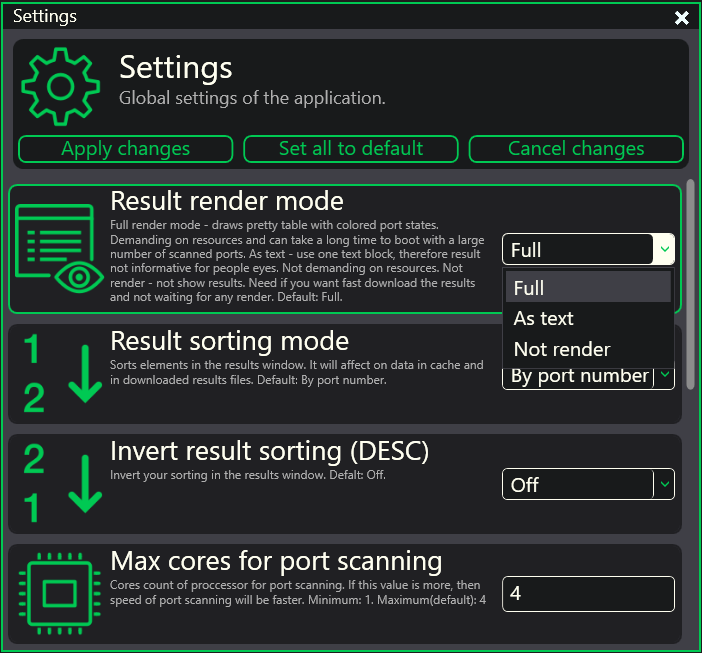 Settings
Settings
Global settings of the application.
Apply changes
Set all to default
Cancel changes
Result render mode
Full render mode - draws pretty table with colored port states.
Demanding on resources and can take a long time to boot with a large
number of scanned ports. As text - use one text block, therefore result
not informative for people eyes. Not demanding on resources. Not
render - not show results. Need if you want fast download the results
and not waiting for any render. Default: Full.
Full
Full
As text
Not render
1
2
Result sorting mode
Sorts elements in the results window. It will affect on data in cache and
in downloaded results files. Default: By port number.
By port number
2
1
Invert result sorting (DESC)
Invert your sorting in the results window. Defalt: Off.
Off
Max cores for port scanning
Cores count of proccessor for port scanning. If this value is more, then
speed of port scanning will be faster. Minimum: 1. Maximum(default): 4
4